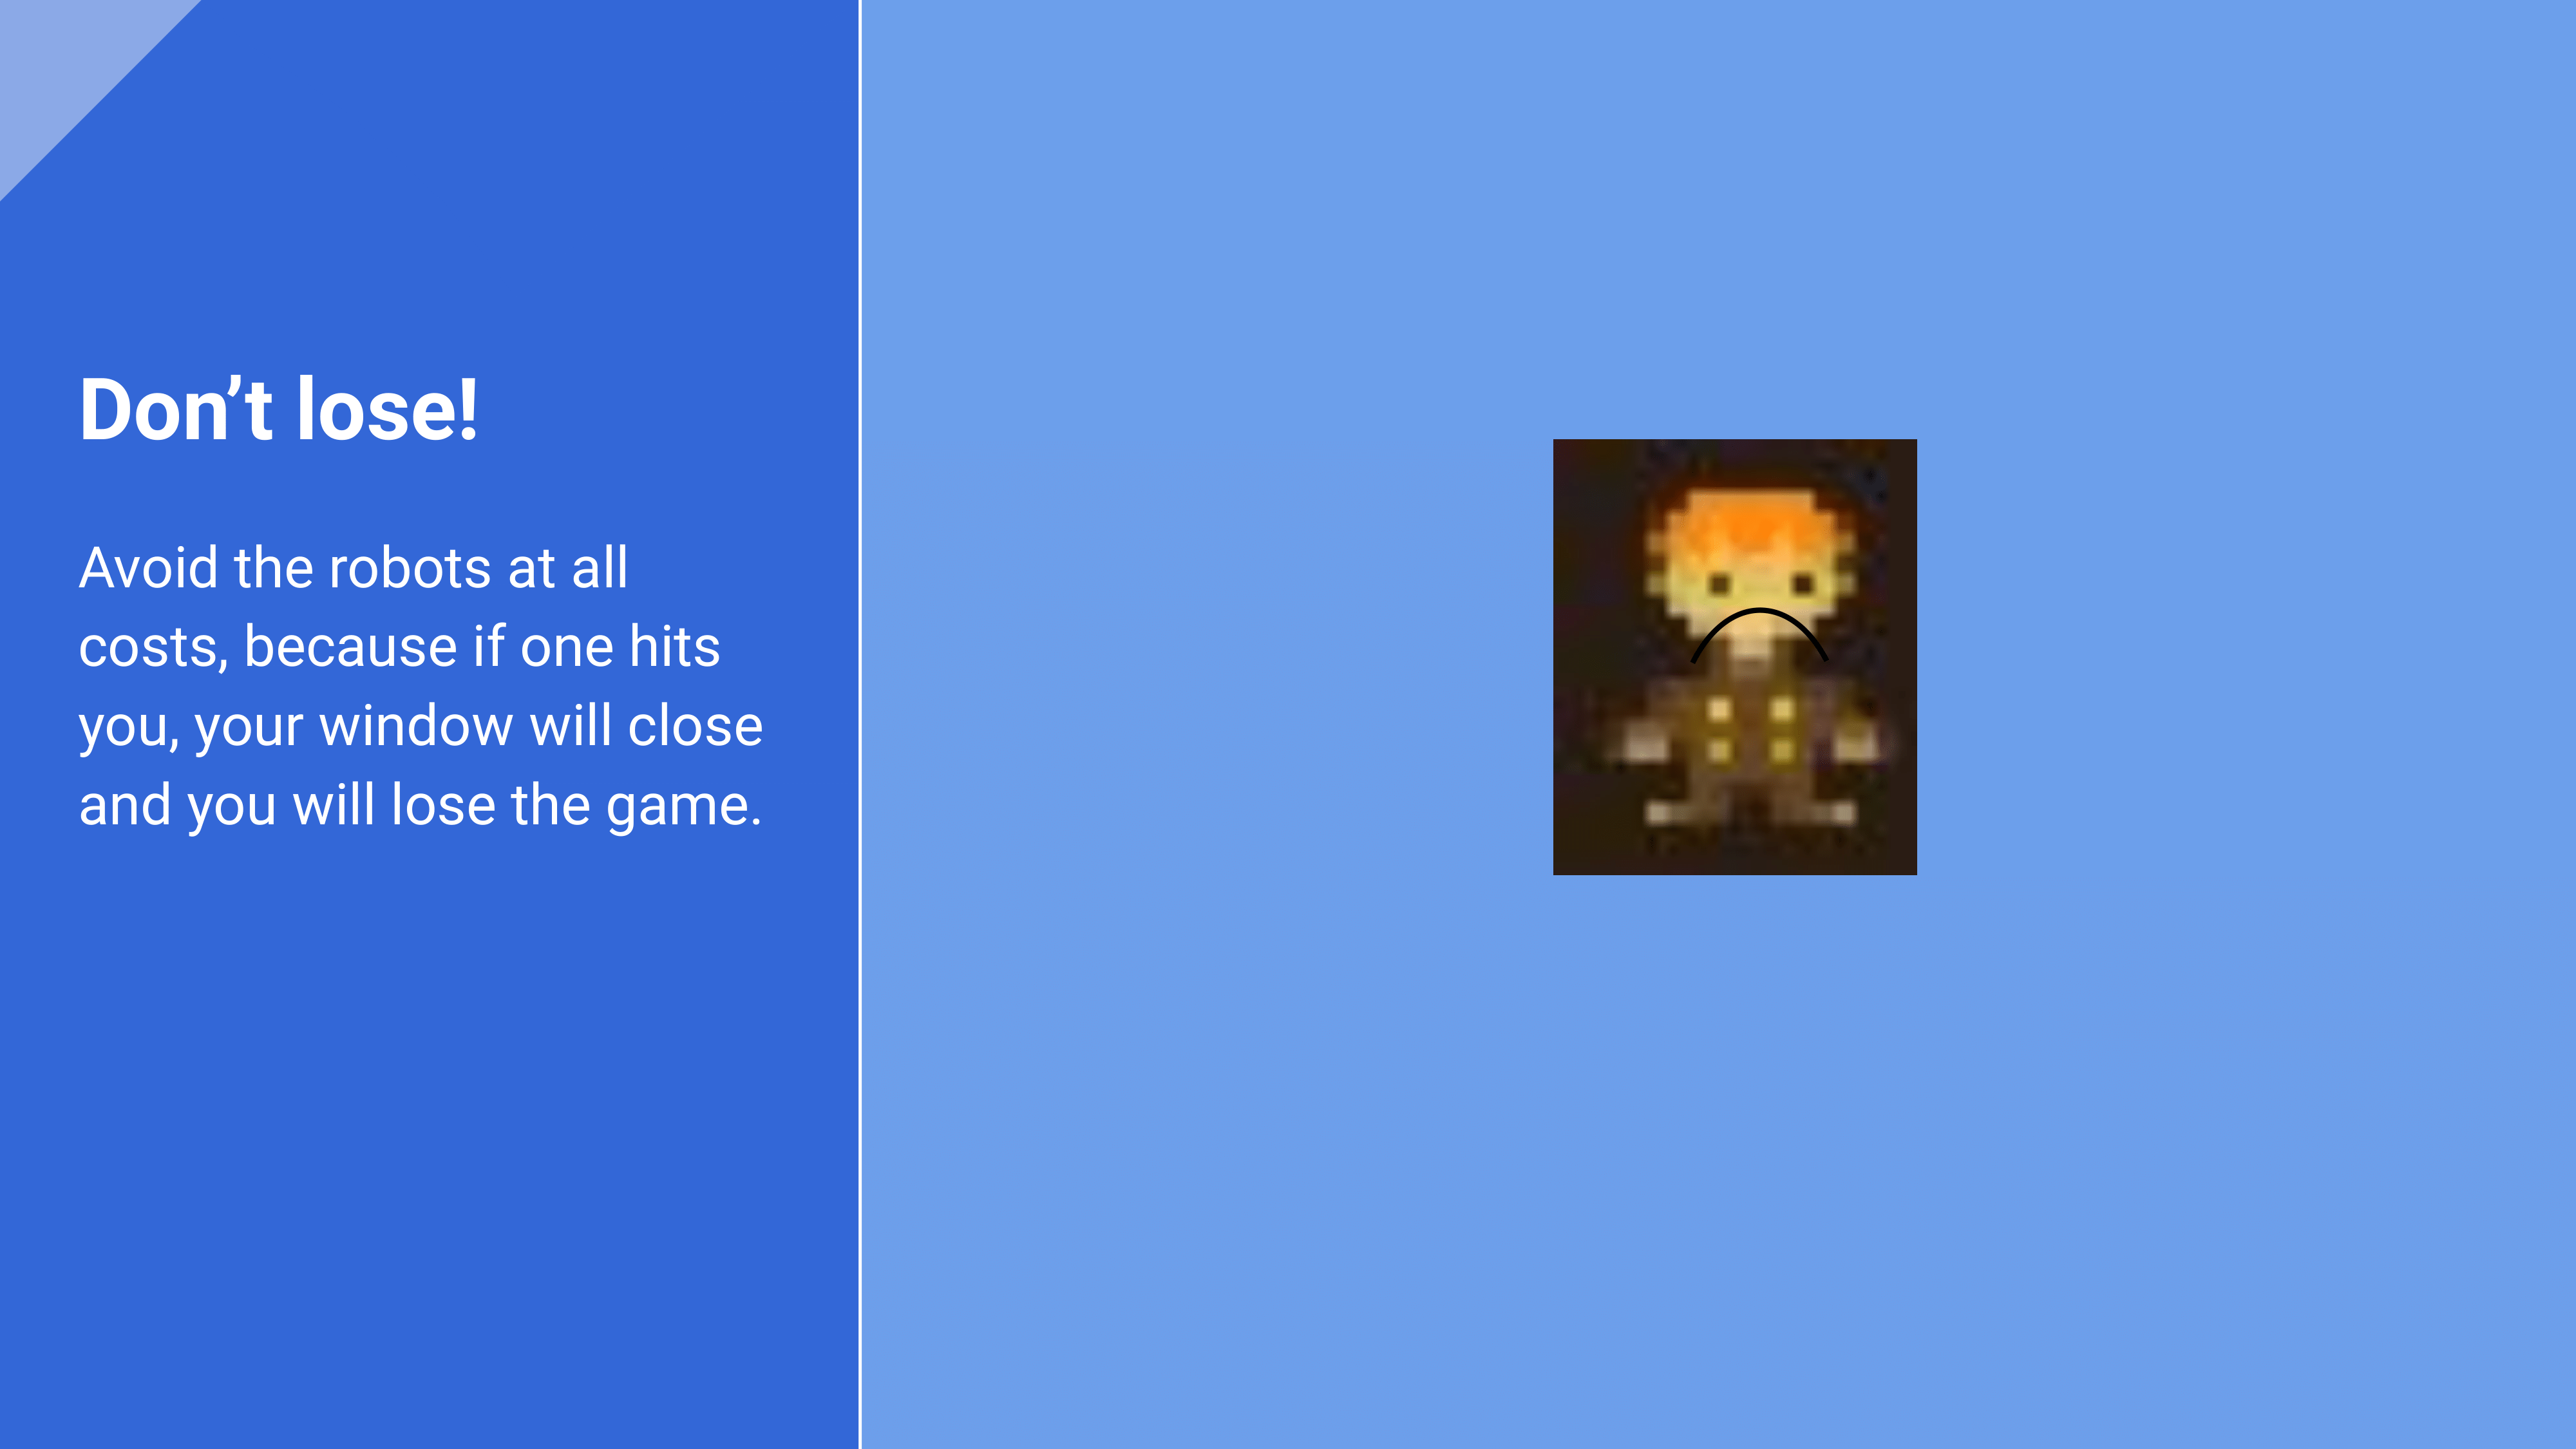 Don’t lose!
Avoid the robots at all
costs, because if one hits
you, your window will close
and you will lose the game.